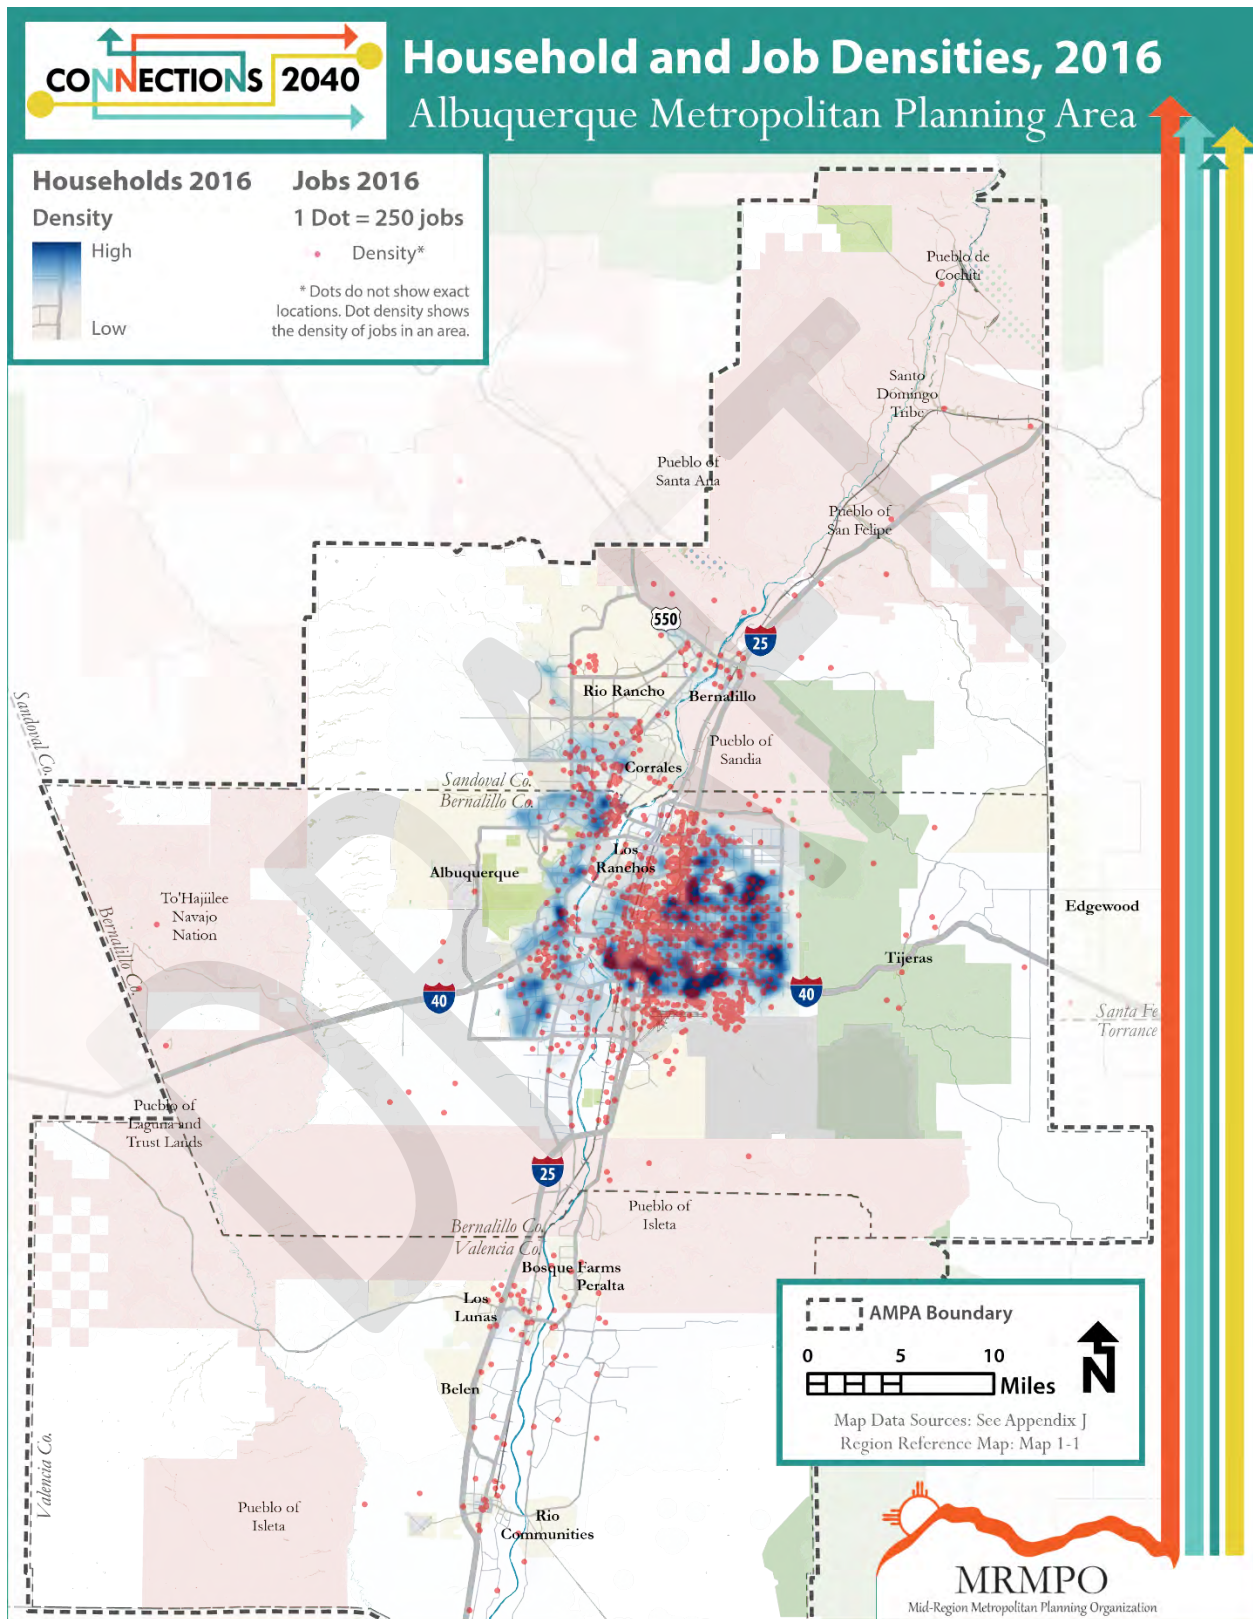 CONNECTIONS 2040
Household and Job Densities, 2016
Albuquerque Metropolitan Planning Area
Households 2016
Density
High
Low
Jobs 2016
1 Dot = 250 jobs
Density*
* Dots do not show exact
locations. Dot density shows
the density of jobs in an area.
DRAFT
Pueblo de
Cochiti
Santo
Domingo
Tribe
Pueblo of
Santa Ana
Pueblo of
San Felipe
550
25
Rio Rancho
Bernalillo
Pueblo of
Sandia
Corrales
Sandoval Co.
Sandoval Co.
Bernalillo Co.
Los
Ranchos
Albuquerque
To'Hajiilee
Navajo
Nation
Bernalillo Co.
Edgewood
Tijeras
40
40
Santa Fe
Torrance
Pueblo of
Laguna and
Trust Lands
25
Pueblo of
Isleta
Bernalillo Co.
Valencia Co.
Bosque Farms
Peralta
Los
Lunas
Belen
Valencia Co.
Pueblo of
Isleta
Rio
Communities
AMPA Boundary
0 5 10
Miles
N
Map Data Sources: See Appendix J
Region Reference Map: Map 1-1
MRMPO
Mid-Region Metropolitan Planning Organization